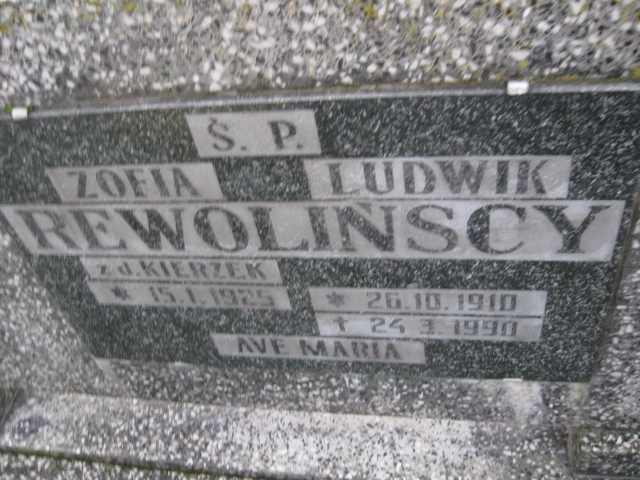 Ś. P.
ZOFIA LUDWIK
REWOLIŃSCY
z d. KIERZEK
* 15.1.1925 * 26.10.1910
† 24.3.1990
AVE MARIA